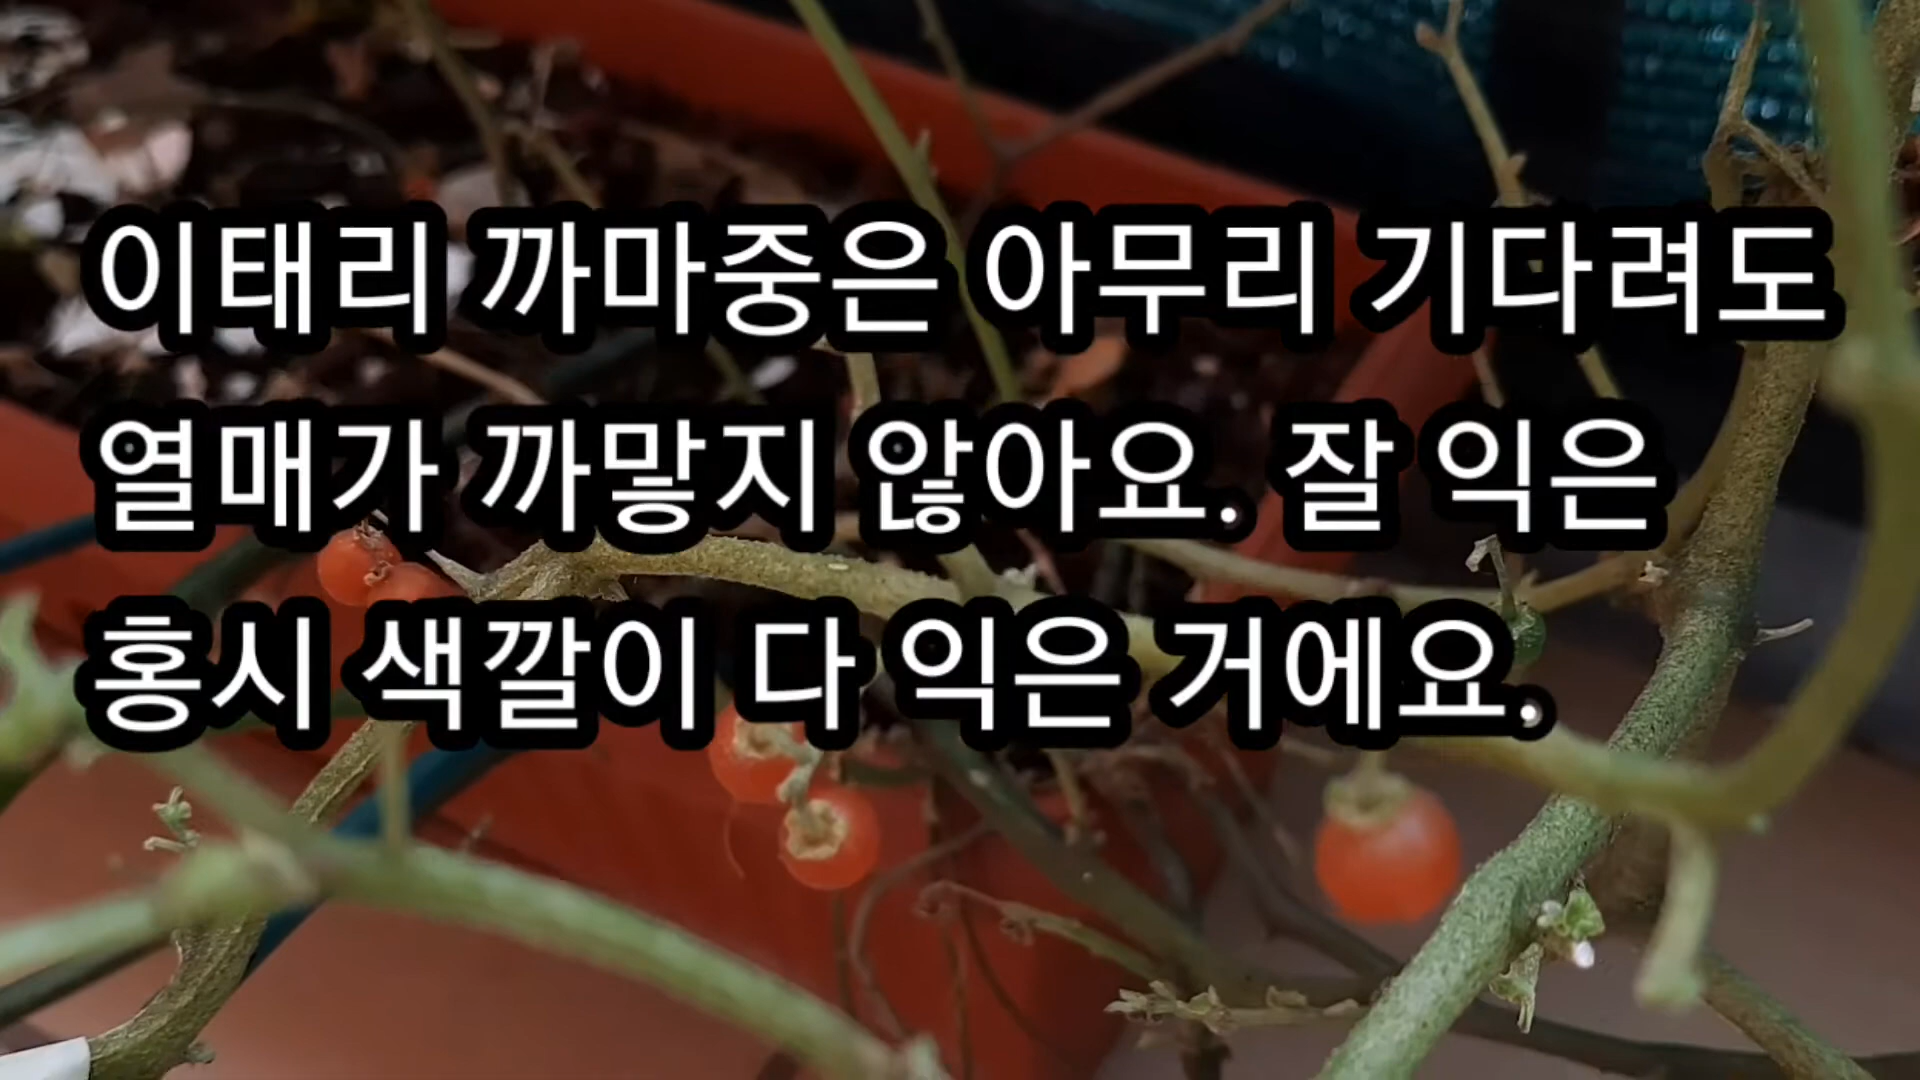 이태리 까마중은 아무리 기다려도
열매가 까맣지 않아요. 잘 익은
홍시 색깔이 다 익은 거에요.